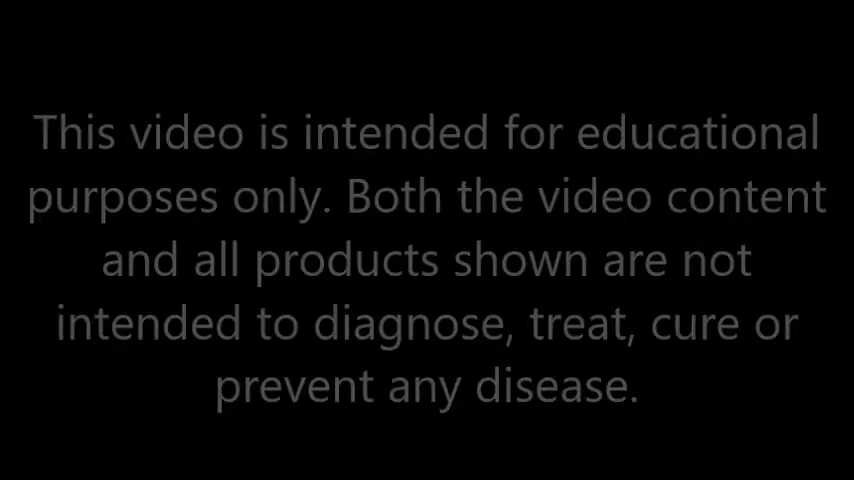 This video is intended for educational
purposes only. Both the video content
and all products shown are not
intended to diagnose, treat, cure or
prevent any disease.